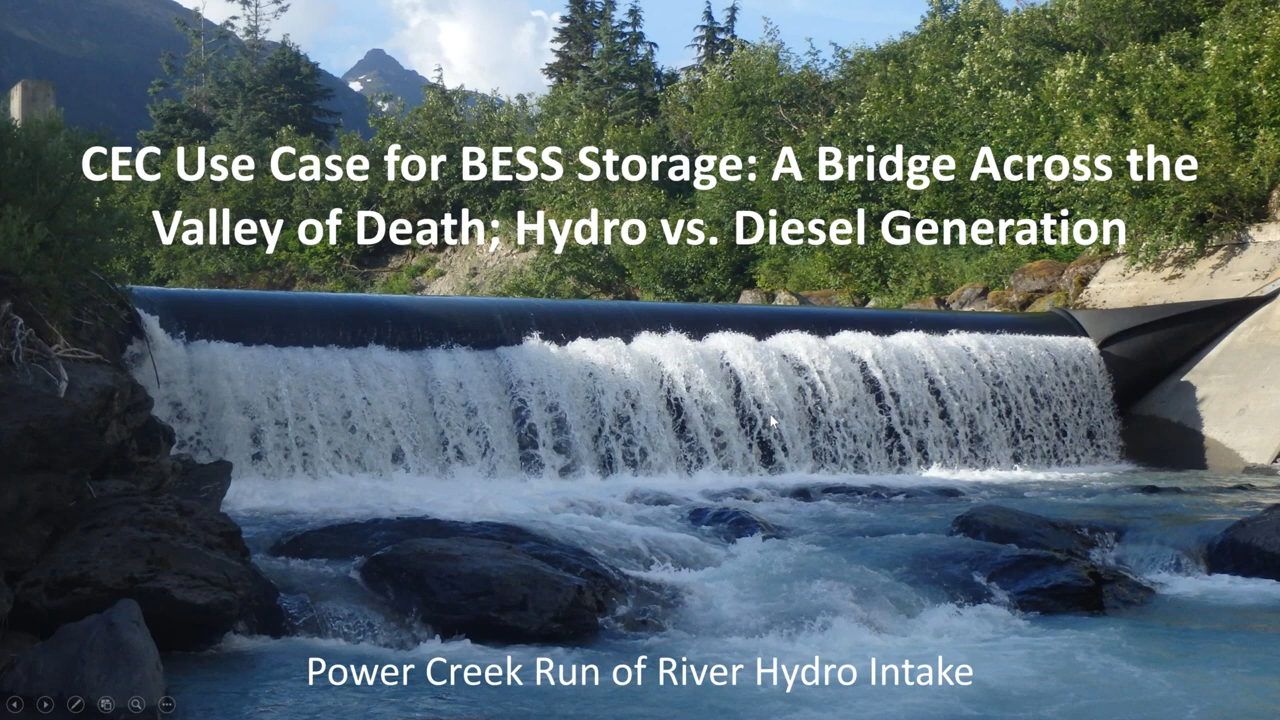 CEC Use Case for BESS Storage: A Bridge Across the
Valley of Death; Hydro vs. Diesel Generation
Power Creek Run of River Hydro Intake